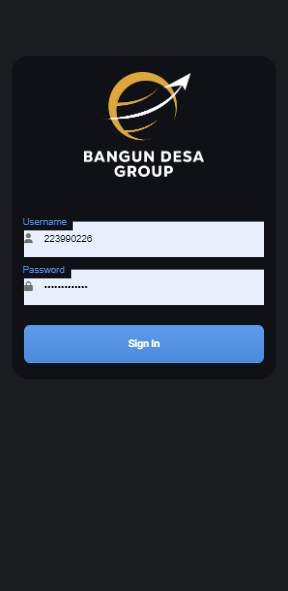 BANGUN DESA
GROUP
Username
223990226
Password
•••••••••••••
Sign In